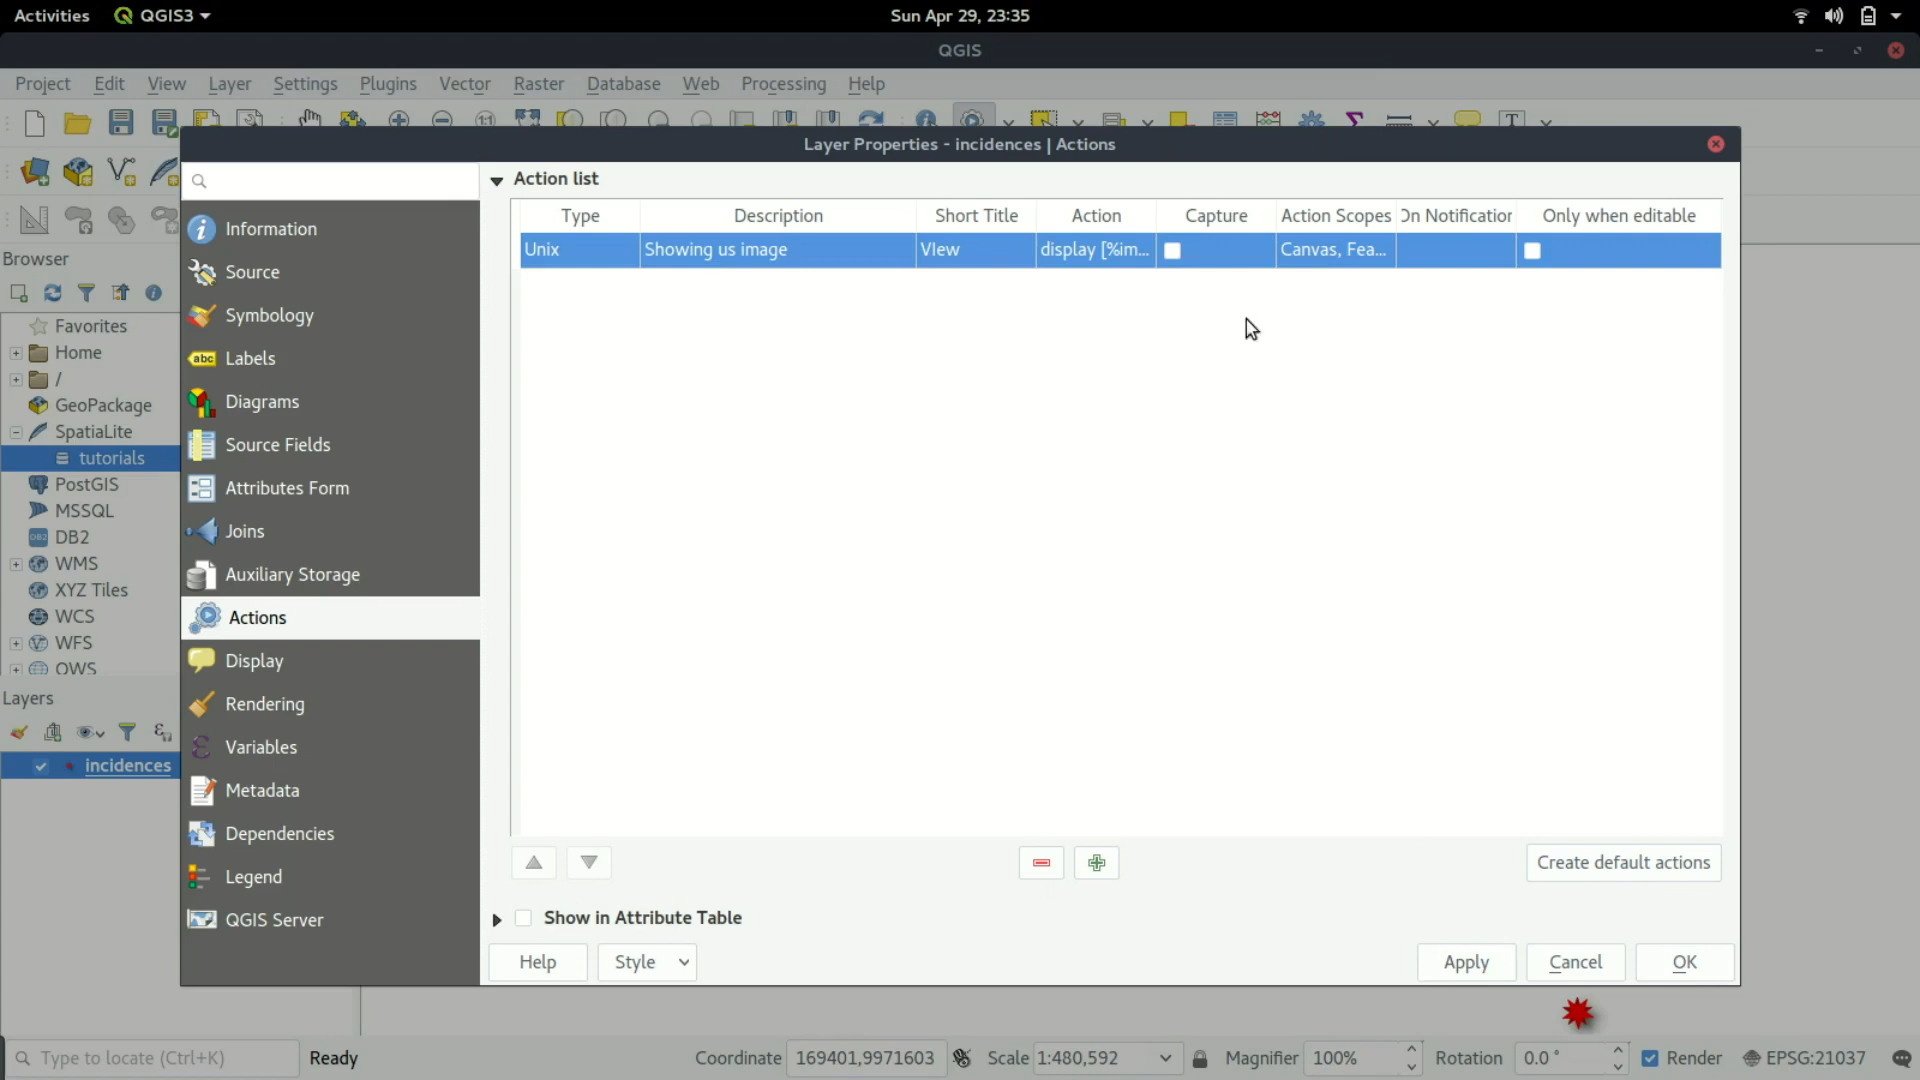 Activities QGIS3 Sun Apr 29, 23:35
QGIS
Project Edit View Layer Settings Plugins Vector Raster Database Web Processing Help
Layer Properties - incidences | Actions
Action list
Type Description Short Title Action Capture Action Scopes On Notification Only when editable
Unix Showing us image VIew display [%im... Canvas, Fea...
Information
Source
Symbology
Labels
Diagrams
Source Fields
Attributes Form
Joins
Auxiliary Storage
Actions
Display
Rendering
Variables
Metadata
Dependencies
Legend
QGIS Server
Browser
Favorites
Home
/
GeoPackage
SpatiaLite
tutorials
PostGIS
MSSQL
DB2
WMS
XYZ Tiles
WCS
WFS
OWS
Layers
incidences
Create default actions
Show in Attribute Table
Help Style Apply Cancel OK
Type to locate (Ctrl+K) Ready Coordinate 169401,9971603 Scale 1:480,592 Magnifier 100% Rotation 0.0 ° Render EPSG:21037